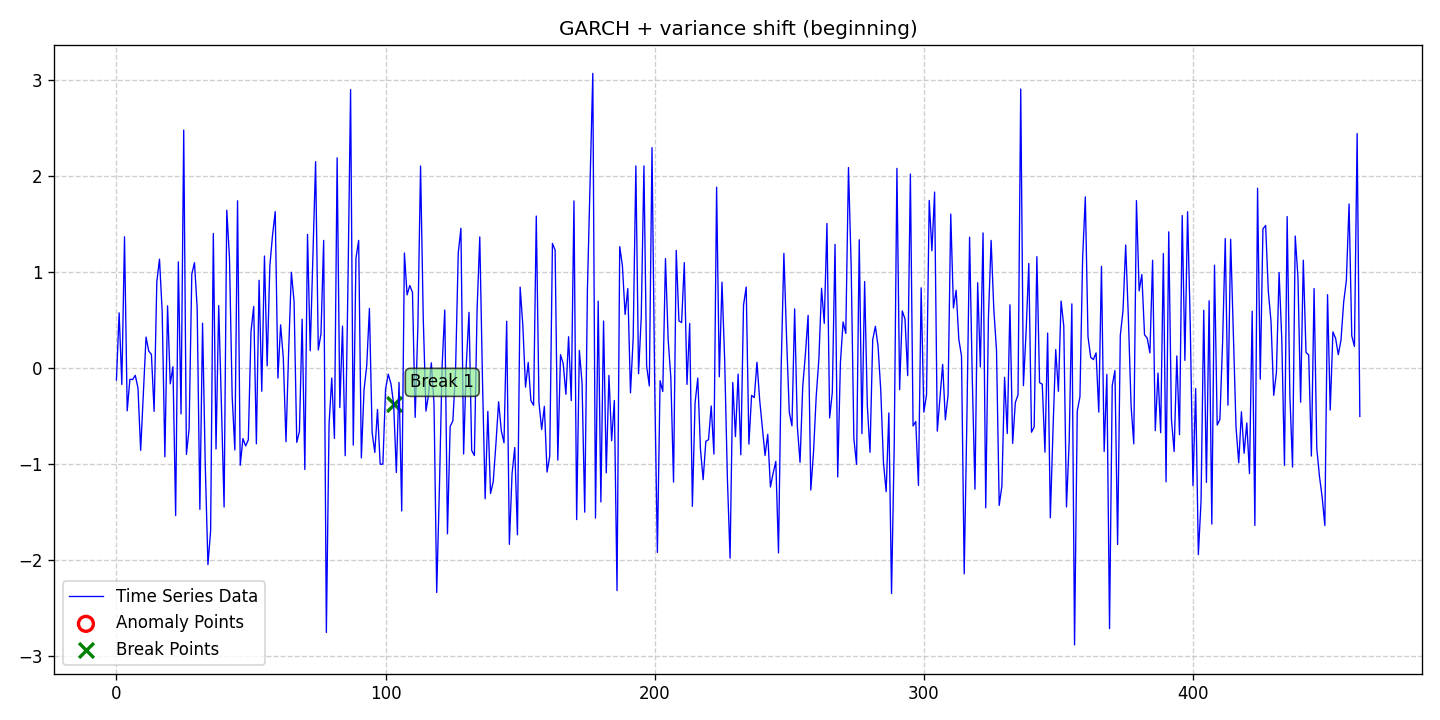 GARCH + variance shift (beginning)
3
2
1
0
−1
−2
−3
Break 1
Time Series Data
Anomaly Points
Break Points
0 100 200 300 400